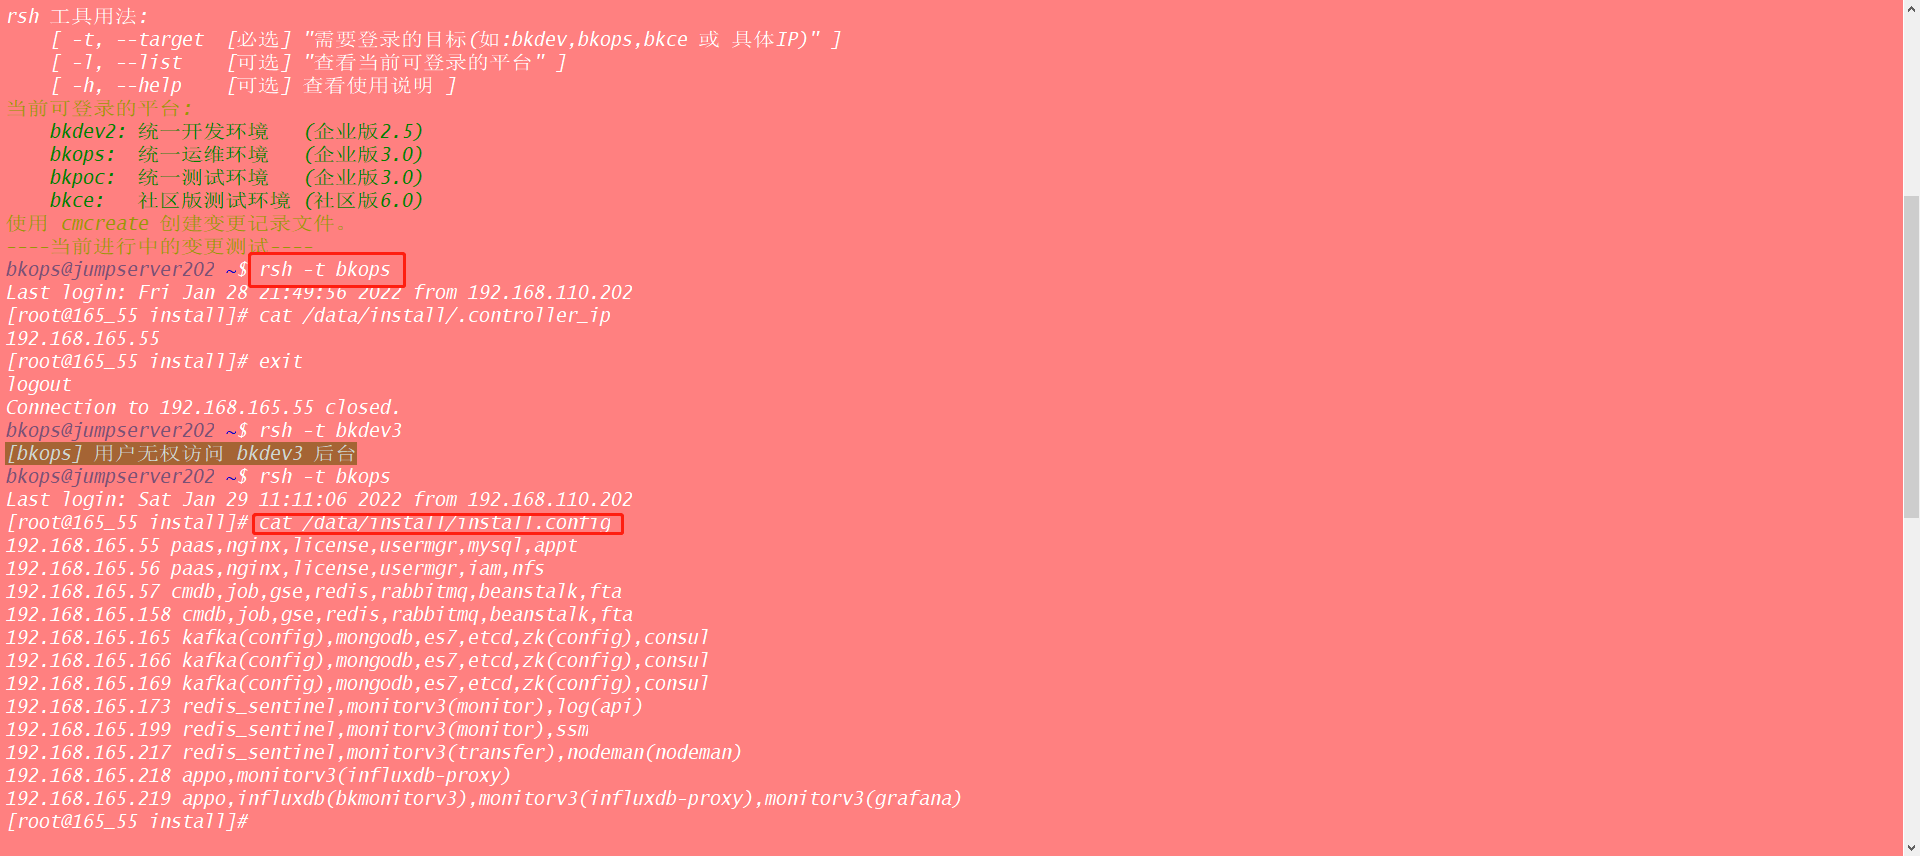 rsh 工具用法:
[ -t, --target [必选] "需要登录的目标(如:bkdev,bkops,bkce 或 具体IP)" ]
[ -l, --list [可选] "查看当前可登录的平台" ]
[ -h, --help [可选] 查看使用说明 ]
当前可登录的平台:
bkdev2: 统一开发环境 (企业版2.5)
bkops: 统一运维环境 (企业版3.0)
bkpoc: 统一测试环境 (企业版3.0)
bkce: 社区版测试环境 (社区版6.0)
使用 cmcreate 创建变更记录文件。
----当前进行中的变更测试----
bkops@jumpserver202 ~$ rsh -t bkops
Last login: Fri Jan 28 21:49:56 2022 from 192.168.110.202
[root@165_55 install]# cat /data/install/.controller_ip
192.168.165.55
[root@165_55 install]# exit
logout
Connection to 192.168.165.55 closed.
bkops@jumpserver202 ~$ rsh -t bkdev3
[bkops] 用户无权访问 bkdev3 后台
bkops@jumpserver202 ~$ rsh -t bkops
Last login: Sat Jan 29 11:11:06 2022 from 192.168.110.202
[root@165_55 install]# cat /data/install/install.config
192.168.165.55 paas,nginx,license,usermgr,mysql,appt
192.168.165.56 paas,nginx,license,usermgr,iam,nfs
192.168.165.57 cmdb,job,gse,redis,rabbitmq,beanstalk,fta
192.168.165.158 cmdb,job,gse,redis,rabbitmq,beanstalk,fta
192.168.165.165 kafka(config),mongodb,es7,etcd,zk(config),consul
192.168.165.166 kafka(config),mongodb,es7,etcd,zk(config),consul
192.168.165.169 kafka(config),mongodb,es7,etcd,zk(config),consul
192.168.165.173 redis_sentinel,monitorv3(monitor),log(api)
192.168.165.199 redis_sentinel,monitorv3(monitor),ssm
192.168.165.217 redis_sentinel,monitorv3(transfer),nodeman(nodeman)
192.168.165.218 appo,monitorv3(influxdb-proxy)
192.168.165.219 appo,influxdb(bkmonitorv3),monitorv3(influxdb-proxy),monitorv3(grafana)
[root@165_55 install]#